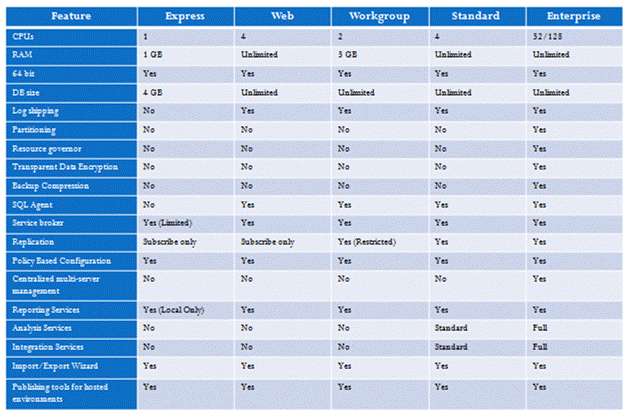 Feature Express Web Workgroup Standard Enterprise
CPUs 1 4 2 4 32/128
RAM 1 GB Unlimited 3 GB Unlimited Unlimited
64 bit Yes Yes Yes Yes Yes
DB size 4 GB Unlimited Unlimited Unlimited Unlimited
Log shipping No Yes Yes Yes Yes
Partitioning No No No No Yes
Resource governor No No No No Yes
Transparent Data Encryption No No No No Yes
Backup Compression No No No No Yes
SQL Agent No Yes Yes Yes Yes
Service broker Yes (Limited) Yes Yes Yes Yes
Replication Subscribe only Subscribe only Yes (Restricted) Yes Yes
Policy Based Configuration Yes Yes Yes Yes Yes
Centralized multi-server No No No No Yes
management
Reporting Services Yes (Local Only) Yes Yes Yes Yes
Analysis Services No No No Standard Full
Integration Services No No No Standard Full
Import/Export Wizard Yes Yes Yes Yes Yes
Publishing tools for hosted Yes Yes Yes Yes Yes
environments